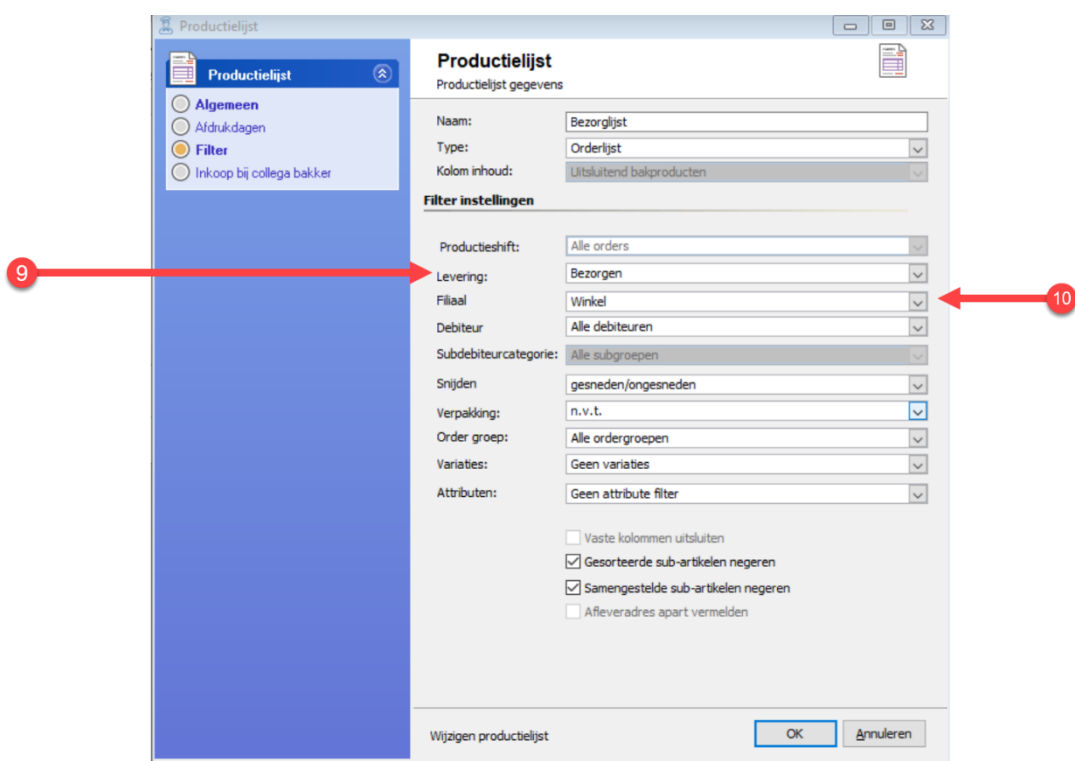 Productielijst
Productielijst
Algemeen
Afdrukdagen
Filter
Inkoop bij collega bakker
Productielijst
Productielijst gegevens
Naam: Bezorglijst
Type: Orderlijst
Kolom inhoud: Uitsluitend bakproducten
Filter instellingen
Productieshift: Alle orders
9
Levering: Bezorgen
Filiaal Winkel
10
Debiteur Alle debiteuren
Subdebiteurcategorie: Alle subgroepen
Snijden gesneden/ongesneden
Verpakking: n.v.t.
Order groep: Alle ordergroepen
Variaties: Geen variaties
Attributen: Geen attribute filter
Vaste kolommen uitsluiten
Gesorteerde sub-artikelen negeren
Samengestelde sub-artikelen negeren
Afleveradres apart vermelden
Wijzigen productielijst OK Annuleren